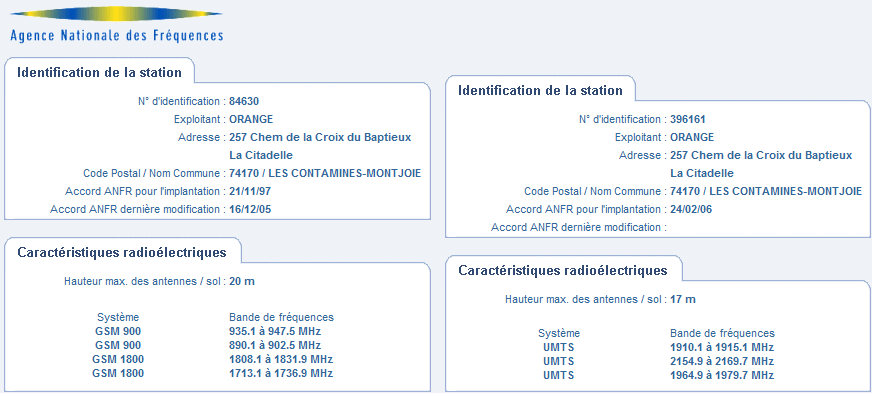 Agence Nationale des Fréquences
Identification de la station
N° d'identification : 84630
Exploitant : ORANGE
Adresse : 257 Chem de la Croix du Baptieux
La Citadelle
Code Postal / Nom Commune : 74170 / LES CONTAMINES-MONTJOIE
Accord ANFR pour l'implantation : 21/11/97
Accord ANFR dernière modification : 16/12/05
Caractéristiques radioélectriques
Hauteur max. des antennes / sol : 20 m
Système Bande de fréquences
GSM 900 935.1 à 947.5 MHz
GSM 900 890.1 à 902.5 MHz
GSM 1800 1808.1 à 1831.9 MHz
GSM 1800 1713.1 à 1736.9 MHz
Identification de la station
N° d'identification : 396161
Exploitant : ORANGE
Adresse : 257 Chem de la Croix du Baptieux
La Citadelle
Code Postal / Nom Commune : 74170 / LES CONTAMINES-MONTJOIE
Accord ANFR pour l'implantation : 24/02/06
Accord ANFR dernière modification :
Caractéristiques radioélectriques
Hauteur max. des antennes / sol : 17 m
Système Bande de fréquences
UMTS 1910.1 à 1915.1 MHz
UMTS 2154.9 à 2169.7 MHz
UMTS 1964.9 à 1979.7 MHz